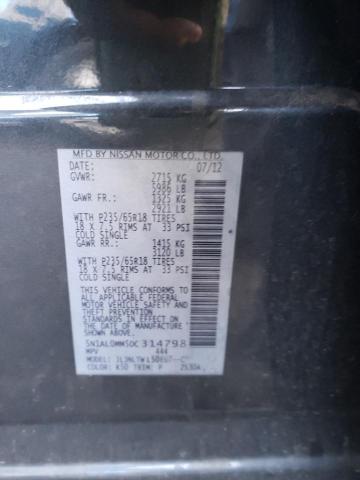 MFD BY NISSAN MOTOR CO., LTD.
DATE: 07/12
GVWR: 2715 KG
5986 LB
GAWR FR: 1325 KG
2921 LB
WITH P235/65R18 TIRES
18 X 7.5 RIMS AT 33 PSI
COLD SINGLE
GAWR RR: 1415 KG
3120 LB
WITH P235/65R18 TIRES
18 X 7.5 RIMS AT 33 PSI
COLD SINGLE
THIS VEHICLE CONFORMS TO ALL
APPLICABLE FEDERAL MOTOR
VEHICLE SAFETY AND
THEFT PREVENTION
STANDARDS IN EFFECT
ON THE DATE OF
MANUFACTURE SHOWN
ABOVE.
5N1AL0MM5DC314798
MPV 444
MODEL:
COLOR: K50 TRIM: P